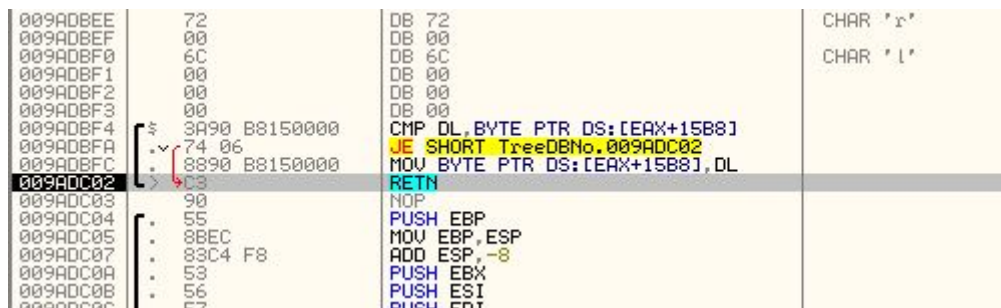 009ADBEE 72 DB 72 CHAR 'r'
009ADBEF 00 DB 00
009ADBF0 6C DB 6C CHAR 'l'
009ADBF1 00 DB 00
009ADBF2 00 DB 00
009ADBF3 00 DB 00
009ADBF4 $ 3A90 B8150000 CMP DL,BYTE PTR DS:[EAX+15B8]
009ADBFA . 74 06 JE SHORT TreeDBNo.009ADC02
009ADBFC . 8890 B8150000 MOV BYTE PTR DS:[EAX+15B8],DL
009ADC02 > C3 RETN
009ADC03 90 NOP
009ADC04 . 55 PUSH EBP
009ADC05 . 8BEC MOV EBP,ESP
009ADC07 . 83C4 F8 ADD ESP,-8
009ADC0A . 53 PUSH EBX
009ADC0B . 56 PUSH ESI
009ADC0C . 57 PUSH EDI